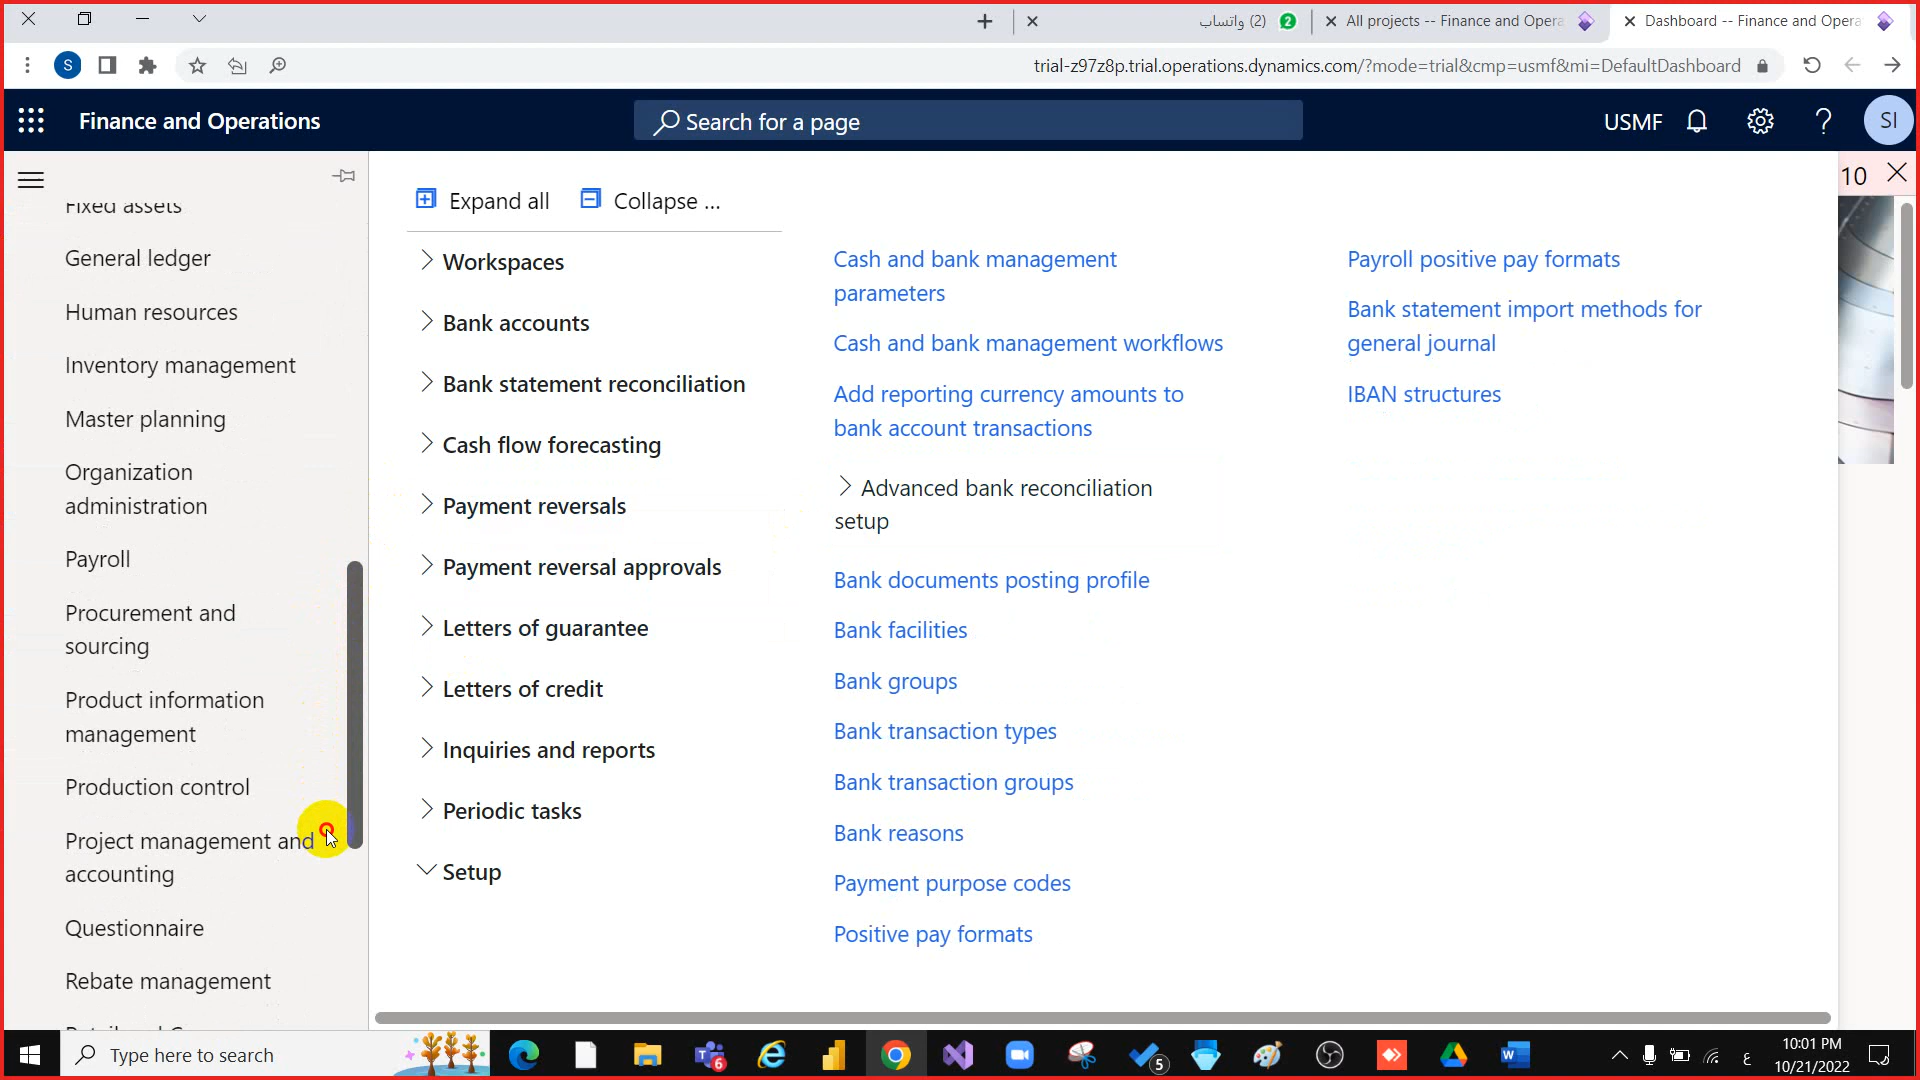 (2) واتساب
2
All projects -- Finance and Opera
Dashboard -- Finance and Opera
S
trial-z97z8p.trial.operations.dynamics.com/?mode=trial&cmp=usmf&mi=DefaultDashboard
Finance and Operations
Search for a page
USMF
?
SI
10
Fixed assets
General ledger
Human resources
Inventory management
Master planning
Organization
administration
Payroll
Procurement and
sourcing
Product information
management
Production control
Project management and
accounting
Questionnaire
Rebate management
Expand all
Collapse ...
Workspaces
Bank accounts
Bank statement reconciliation
Cash flow forecasting
Payment reversals
Payment reversal approvals
Letters of guarantee
Letters of credit
Inquiries and reports
Periodic tasks
Setup
Cash and bank management
parameters
Cash and bank management workflows
Add reporting currency amounts to
bank account transactions
Advanced bank reconciliation
setup
Bank documents posting profile
Bank facilities
Bank groups
Bank transaction types
Bank transaction groups
Bank reasons
Payment purpose codes
Positive pay formats
Payroll positive pay formats
Bank statement import methods for
general journal
IBAN structures
Type here to search
6
5
ع
10:01 PM
10/21/2022